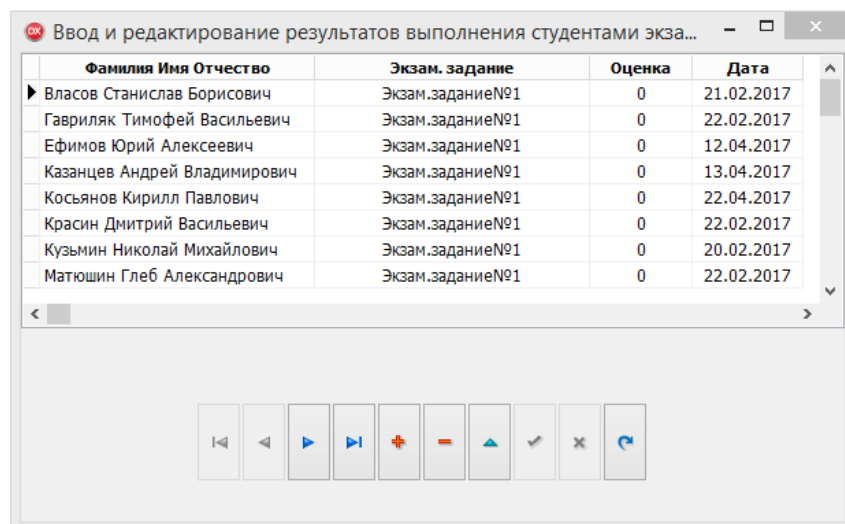 DX Ввод и редактирование результатов выполнения студентами экза...
Фамилия Имя Отчество Экзам. задание Оценка Дата
Власов Станислав Борисович Экзам.задание№1 0 21.02.2017
Гавриляк Тимофей Васильевич Экзам.задание№1 0 22.02.2017
Ефимов Юрий Алексеевич Экзам.задание№1 0 12.04.2017
Казанцев Андрей Владимирович Экзам.задание№1 0 13.04.2017
Косьянов Кирилл Павлович Экзам.задание№1 0 22.04.2017
Красин Дмитрий Васильевич Экзам.задание№1 0 22.02.2017
Кузьмин Николай Михайлович Экзам.задание№1 0 20.02.2017
Матюшин Глеб Александрович Экзам.задание№1 0 22.02.2017